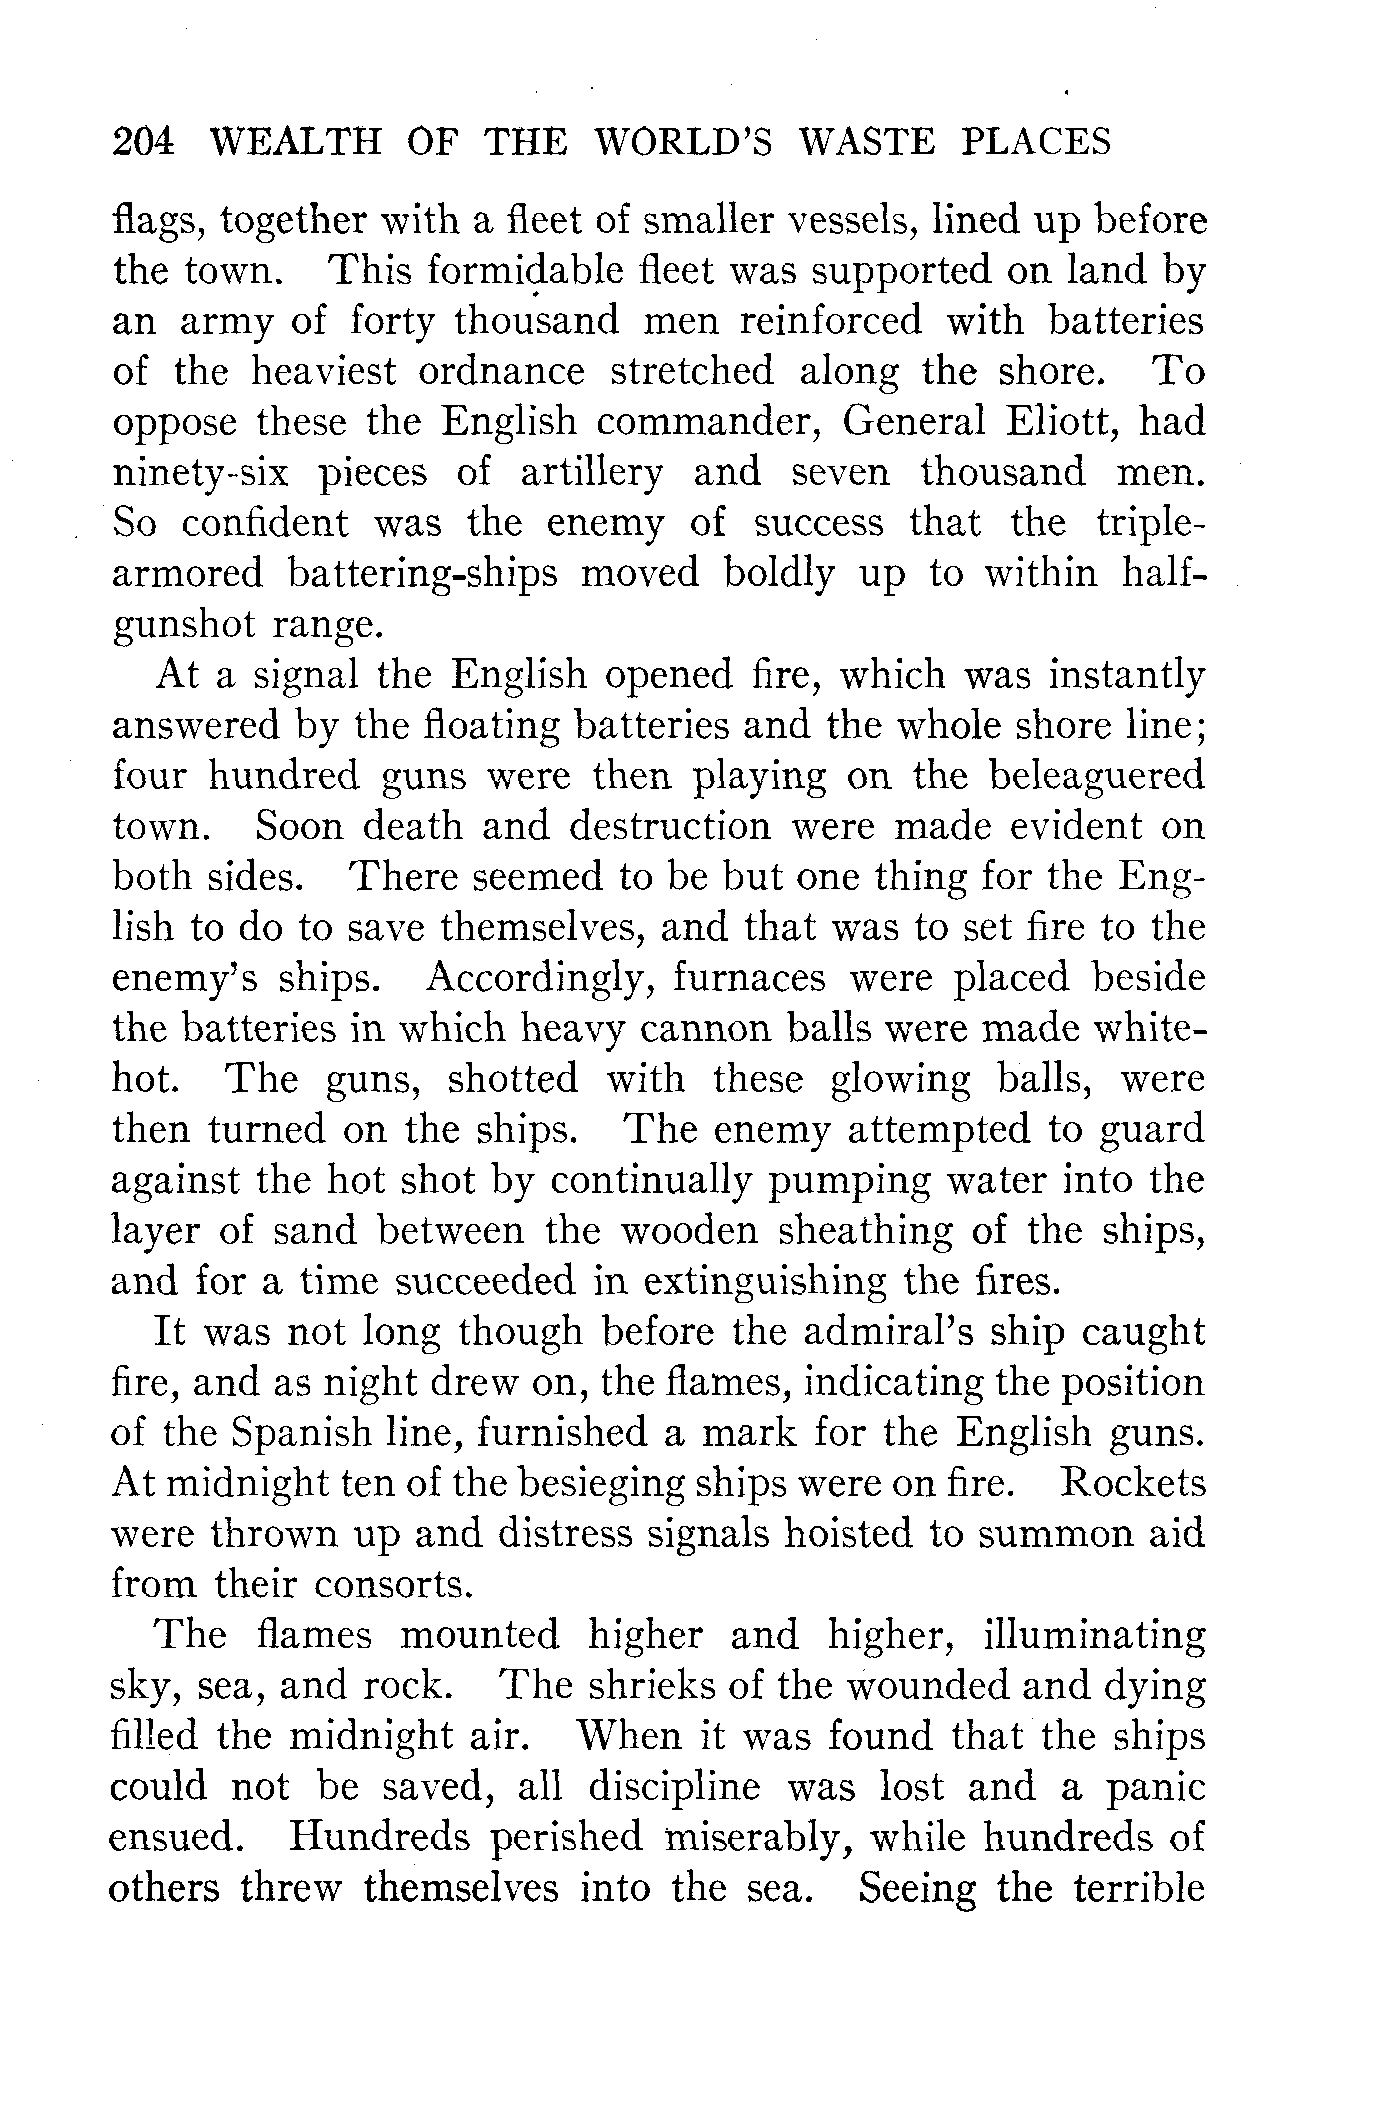 204 WEALTH OF THE WORLD'S WASTE PLACES
flags, together with a fleet of smaller vessels, lined up before
the town. This formidable fleet was supported on land by
an army of forty thousand men reinforced with batteries
of the heaviest ordnance stretched along the shore. To
oppose these the English commander, General Eliott, had
ninety-six pieces of artillery and seven thousand men.
So confident was the enemy of success that the triple-
armored battering-ships moved boldly up to within half-
gunshot range.
At a signal the English opened fire, which was instantly
answered by the floating batteries and the whole shore line;
four hundred guns were then playing on the beleaguered
town. Soon death and destruction were made evident on
both sides. There seemed to be but one thing for the Eng-
lish to do to save themselves, and that was to set fire to the
enemy's ships. Accordingly, furnaces were placed beside
the batteries in which heavy cannon balls were made white-
hot. The guns, shotted with these glowing balls, were
then turned on the ships. The enemy attempted to guard
against the hot shot by continually pumping water into the
layer of sand between the wooden sheathing of the ships,
and for a time succeeded in extinguishing the fires.
It was not long though before the admiral's ship caught
fire, and as night drew on, the flames, indicating the position
of the Spanish line, furnished a mark for the English guns.
At midnight ten of the besieging ships were on fire. Rockets
were thrown up and distress signals hoisted to summon aid
from their consorts.
The flames mounted higher and higher, illuminating
sky, sea, and rock. The shrieks of the wounded and dying
filled the midnight air. When it was found that the ships
could not be saved, all discipline was lost and a panic
ensued. Hundreds perished miserably, while hundreds of
others threw themselves into the sea. Seeing the terrible